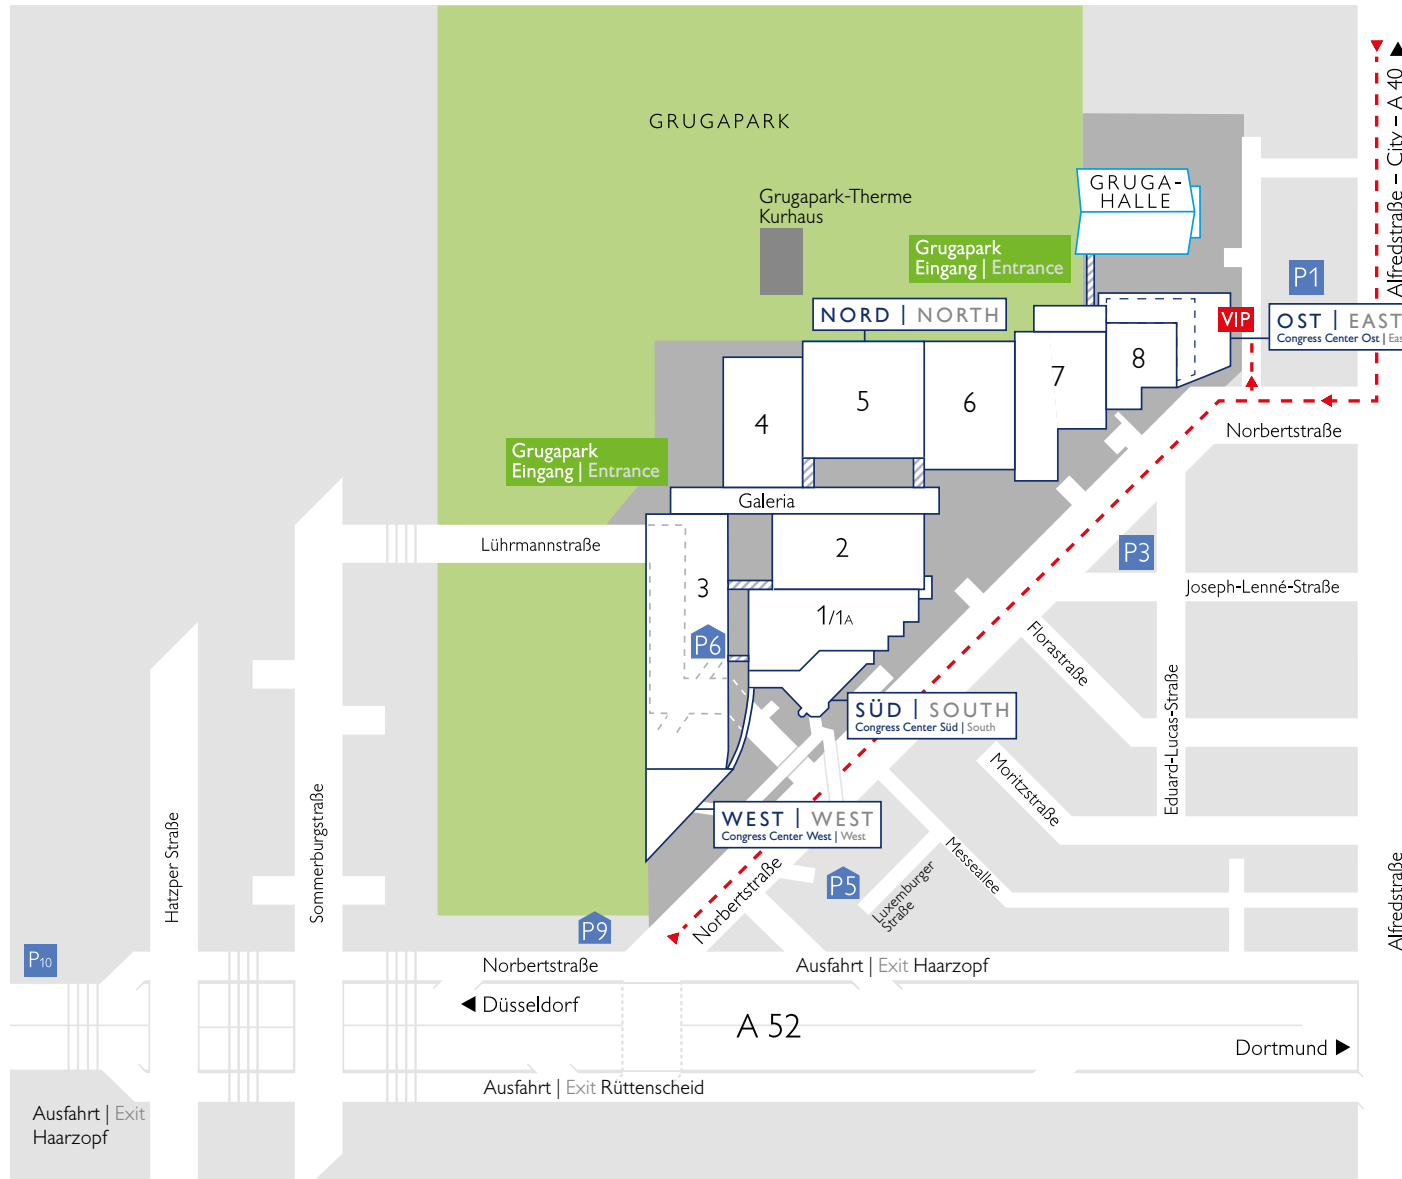 GRUGAPARK
Grugapark-Therme
Kurhaus
GRUGA-
HALLE
Grugapark
Eingang | Entrance
Alfredstraße – City – A 40
P1
NORD | NORTH
VIP
OST | EAST
Congress Center Ost | Eas
8
7
6
5
4
Norbertstraße
Grugapark
Eingang | Entrance
Galeria
Lührmannstraße
2
P3
3
Joseph-Lenné-Straße
1/1A
P6
Florastraße
SÜD | SOUTH
Congress Center Süd | South
Eduard-Lucas-Straße
Moritzstraße
WEST | WEST
Congress Center West | West
Hatzper Straße
Sommerburgstraße
Messeallee
Luxemburger
Straße
P5
Norbertstraße
Alfredstraße
P9
P10
Norbertstraße
Ausfahrt | Exit Haarzopf
Düsseldorf
A 52
Dortmund
Ausfahrt | Exit Rüttenscheid
Ausfahrt | Exit
Haarzopf